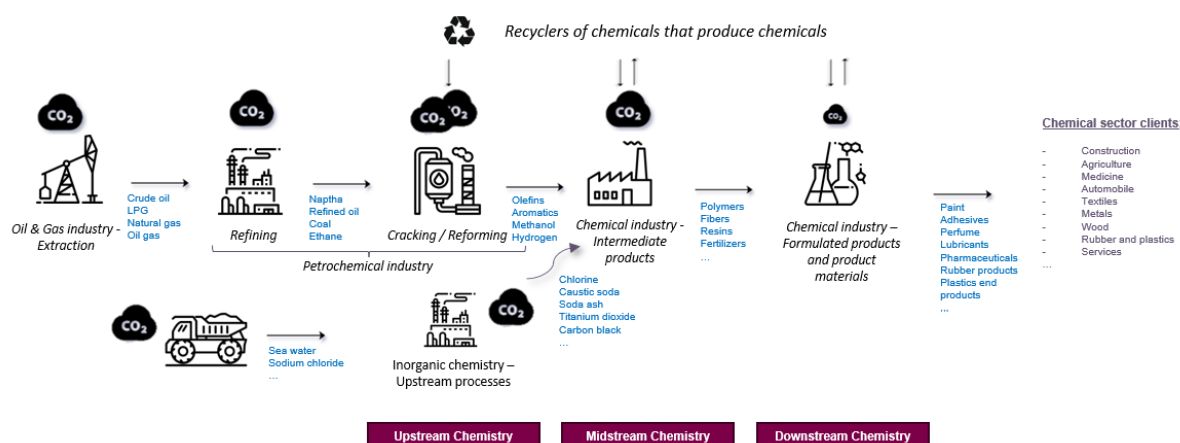 Recyclers of chemicals that produce chemicals
CO₂
CO₂
CO₂
CO₂
CO₂
CO₂
Chemical sector clients:
- Construction
- Agriculture
- Medicine
- Automobile
- Textiles
- Metals
- Wood
- Rubber and plastics
- Services
...
Oil & Gas industry -
Extraction
Crude oil
LPG
Natural gas
Oil gas
Refining
Naptha
Refined oil
Coal
Ethane
Cracking / Reforming
Petrochemical industry
Olefins
Aromatics
Methanol
Hydrogen
Chemical industry -
Intermediate
products
Polymers
Fibers
Resins
Fertilizers
...
Chemical industry –
Formulated products
and product
materials
Paint
Adhesives
Perfume
Lubricants
Pharmaceuticals
Rubber products
Plastics end
products
...
CO₂
Sea water
Sodium chloride
...
CO₂
Inorganic chemistry –
Upstream processes
Chlorine
Caustic soda
Soda ash
Titanium dioxide
Carbon black
...
Upstream Chemistry
Midstream Chemistry
Downstream Chemistry